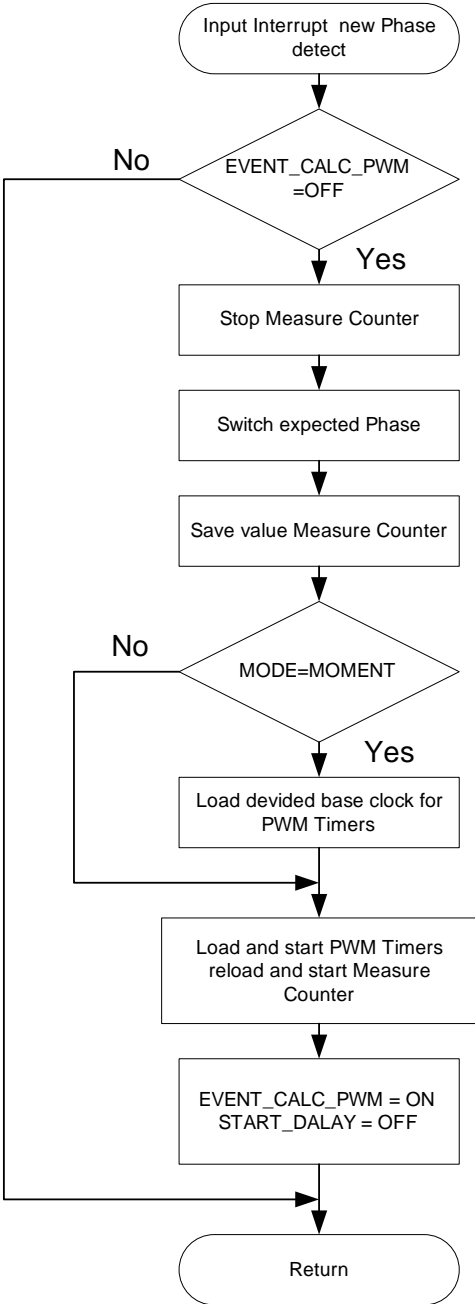 Input Interrupt new Phase
detect
No
EVENT_CALC_PWM
=OFF
Yes
Stop Measure Counter
Switch expected Phase
Save value Measure Counter
No
MODE=MOMENT
Yes
Load devided base clock for
PWM Timers
Load and start PWM Timers
reload and start Measure
Counter
EVENT_CALC_PWM = ON
START_DALAY = OFF
Return